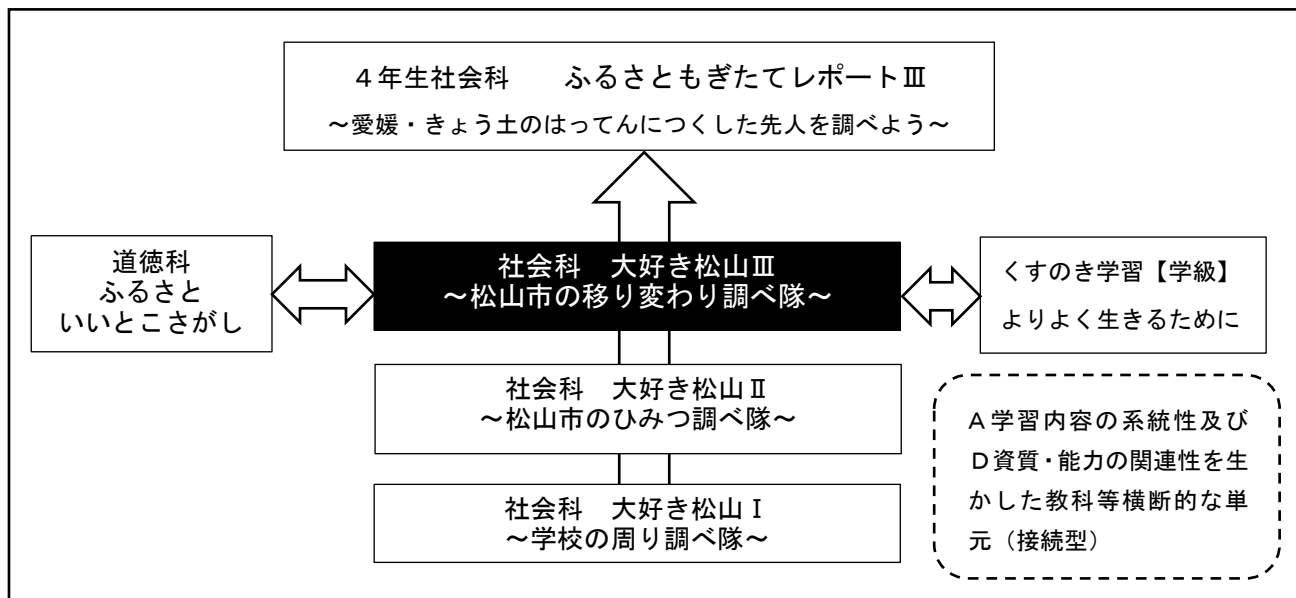 ４年生社会科　　ふるさともぎたてレポートⅢ
～愛媛・きょう土のはってんにつくした先人を調べよう～
道徳科
ふるさと
いいとこさがし
社会科　大好き松山Ⅲ
～松山市の移り変わり調べ隊～
くすのき学習【学級】
よりよく生きるために
社会科　大好き松山Ⅱ
～松山市のひみつ調べ隊～
社会科　大好き松山Ⅰ
～学校の周り調べ隊～
Ａ学習内容の系統性及び
Ｄ資質・能力の関連性を生
かした教科等横断的な単
元（接続型）